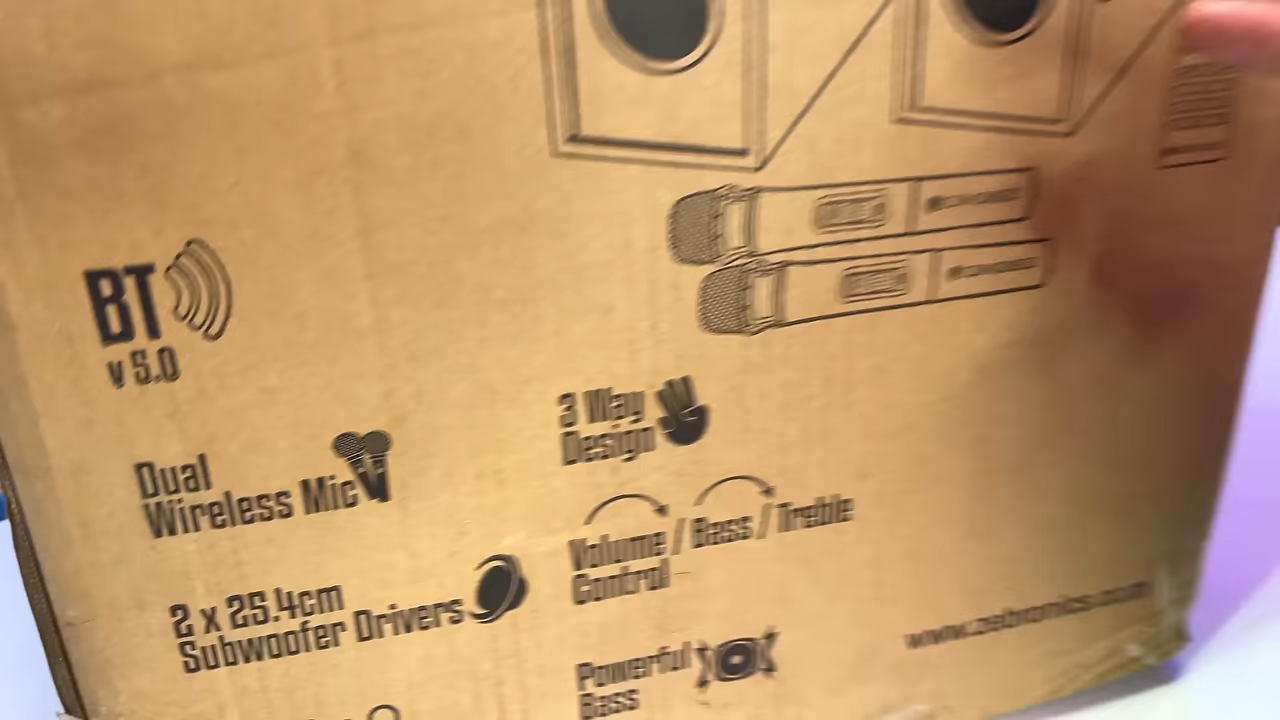 BT
v 5.0
Dual
Wireless Mic
2 x 25.4cm
Subwoofer Drivers
3 Way
Design
Volume / Bass / Treble
Control
Powerful
Bass
www.zebronics.com